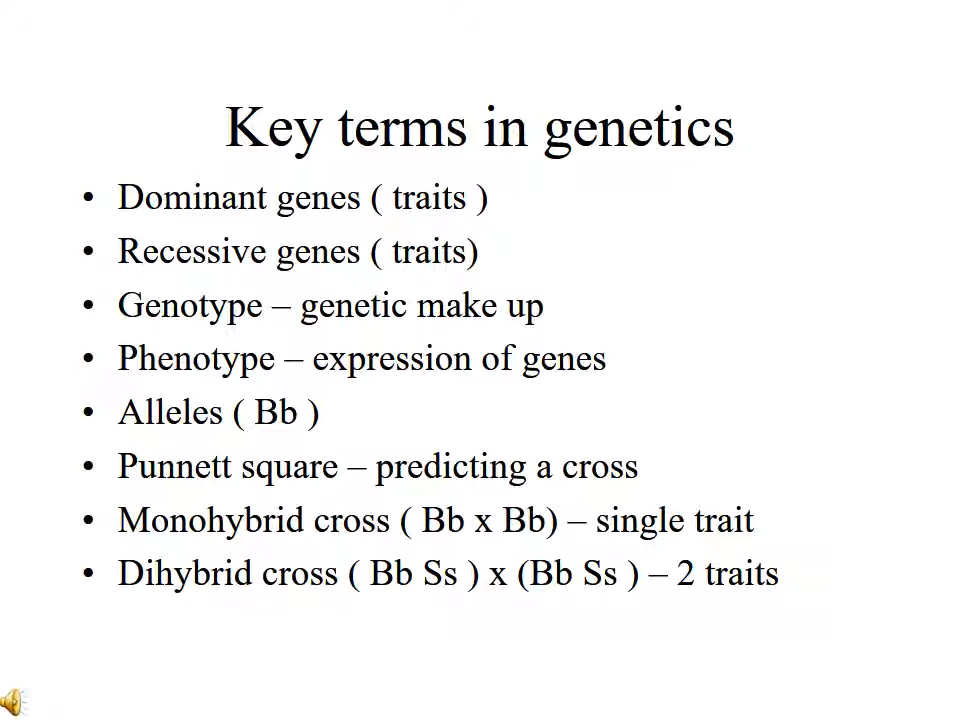 Key terms in genetics
• Dominant genes ( traits )
• Recessive genes ( traits)
• Genotype – genetic make up
• Phenotype – expression of genes
• Alleles ( Bb )
• Punnett square – predicting a cross
• Monohybrid cross ( Bb x Bb) – single trait
• Dihybrid cross ( Bb Ss ) x (Bb Ss ) – 2 traits